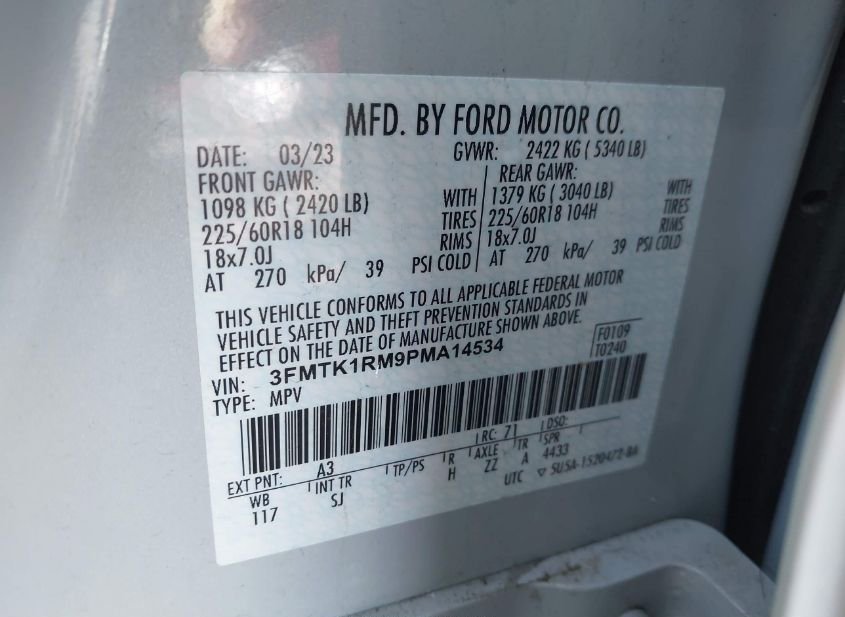 MFD. BY FORD MOTOR CO.
DATE: 03/23 GVWR: 2422 KG ( 5340 LB)
FRONT GAWR: REAR GAWR:
1098 KG ( 2420 LB) WITH 1379 KG ( 3040 LB) WITH
225/60R18 104H TIRES 225/60R18 104H TIRES
18x7.0J RIMS 18x7.0J RIMS
AT 270 kPa/ 39 PSI COLD AT 270 kPa/ 39 PSI COLD
THIS VEHICLE CONFORMS TO ALL APPLICABLE FEDERAL MOTOR
VEHICLE SAFETY AND THEFT PREVENTION STANDARDS IN
EFFECT ON THE DATE OF MANUFACTURE SHOWN ABOVE.
VIN: 3FMTK1RM9PMA14534 F0109
TYPE: MPV T0240
EXT PNT: A3 RC: 71 DSO:
WB INT TR TP/PS R AXLE TR SPR
117 SJ H ZZ A 4433
UTC ▽ 5U5A-1520472-BA